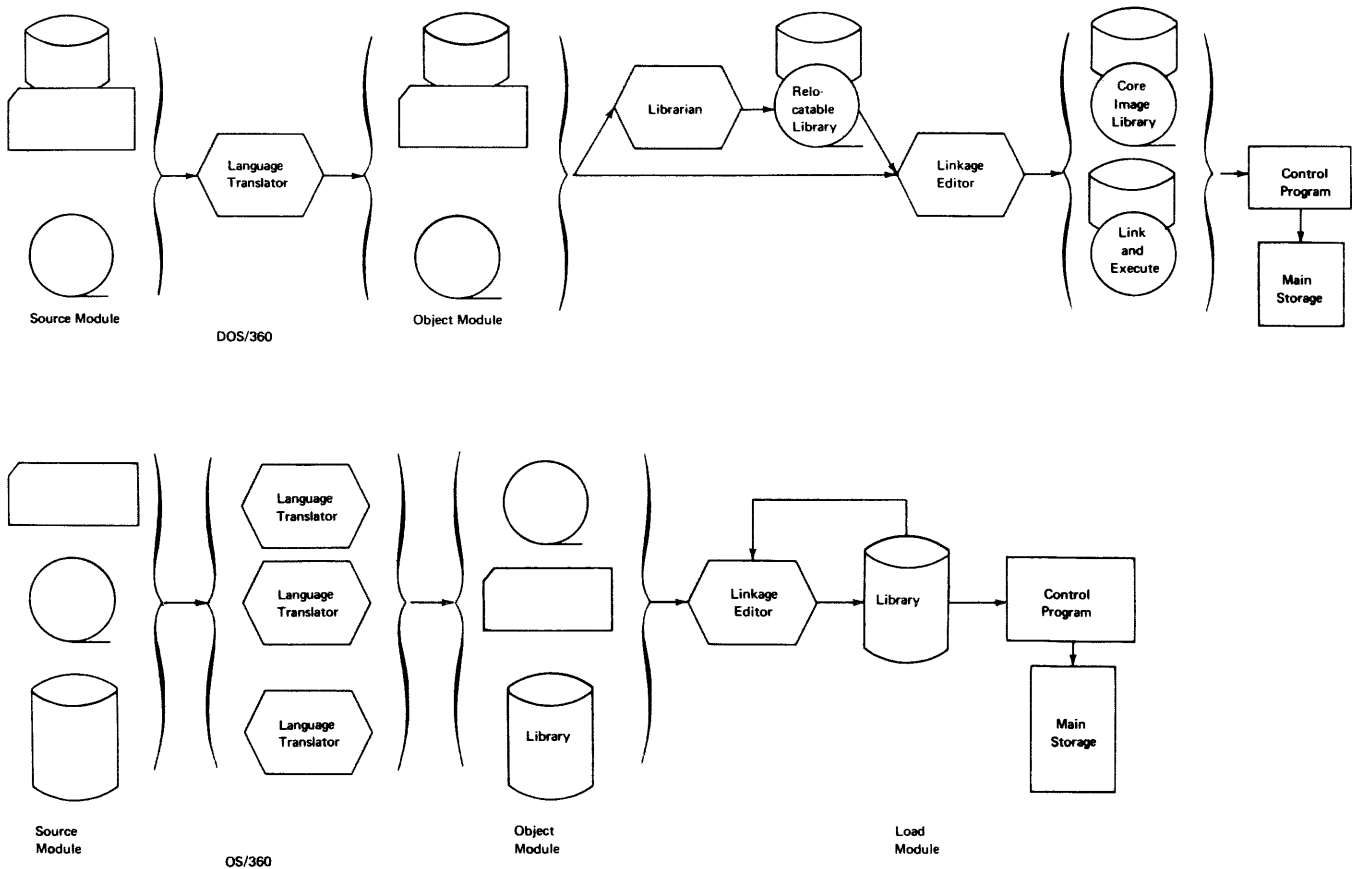 Language
Translator
Source Module
DOS/360
Object Module
Librarian
Relo-
catable
Library
Linkage
Editor
Core
Image
Library
Link
and
Execute
Control
Program
Main
Storage
Language
Translator
Language
Translator
Language
Translator
Library
Linkage
Editor
Library
Control
Program
Main
Storage
Source
Module
OS/360
Object
Module
Load
Module